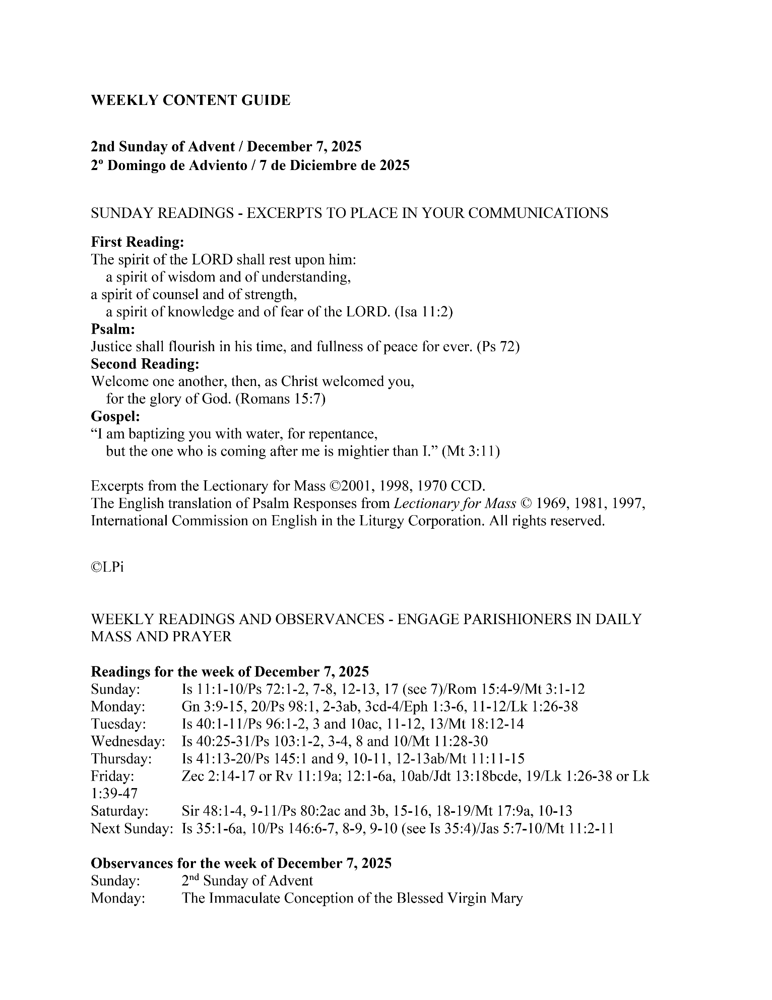 WEEKLY CONTENT GUIDE
2nd Sunday of Advent / December 7, 2025
2º Domingo de Adviento / 7 de Diciembre de 2025
SUNDAY READINGS - EXCERPTS TO PLACE IN YOUR COMMUNICATIONS
First Reading:
The spirit of the LORD shall rest upon him:
a spirit of wisdom and of understanding,
a spirit of counsel and of strength,
a spirit of knowledge and of fear of the LORD. (Isa 11:2)
Psalm:
Justice shall flourish in his time, and fullness of peace for ever. (Ps 72)
Second Reading:
Welcome one another, then, as Christ welcomed you,
for the glory of God. (Romans 15:7)
Gospel:
“I am baptizing you with water, for repentance,
but the one who is coming after me is mightier than I.” (Mt 3:11)
Excerpts from the Lectionary for Mass ©2001, 1998, 1970 CCD.
The English translation of Psalm Responses from Lectionary for Mass © 1969, 1981, 1997,
International Commission on English in the Liturgy Corporation. All rights reserved.
©LPi
WEEKLY READINGS AND OBSERVANCES - ENGAGE PARISHIONERS IN DAILY
MASS AND PRAYER
Readings for the week of December 7, 2025
Sunday: Is 11:1-10/Ps 72:1-2, 7-8, 12-13, 17 (see 7)/Rom 15:4-9/Mt 3:1-12
Monday: Gn 3:9-15, 20/Ps 98:1, 2-3ab, 3cd-4/Eph 1:3-6, 11-12/Lk 1:26-38
Tuesday: Is 40:1-11/Ps 96:1-2, 3 and 10ac, 11-12, 13/Mt 18:12-14
Wednesday: Is 40:25-31/Ps 103:1-2, 3-4, 8 and 10/Mt 11:28-30
Thursday: Is 41:13-20/Ps 145:1 and 9, 10-11, 12-13ab/Mt 11:11-15
Friday: Zec 2:14-17 or Rv 11:19a; 12:1-6a, 10ab/Jdt 13:18bcde, 19/Lk 1:26-38 or Lk
1:39-47
Saturday: Sir 48:1-4, 9-11/Ps 80:2ac and 3b, 15-16, 18-19/Mt 17:9a, 10-13
Next Sunday: Is 35:1-6a, 10/Ps 146:6-7, 8-9, 9-10 (see Is 35:4)/Jas 5:7-10/Mt 11:2-11
Observances for the week of December 7, 2025
Sunday: 2nd Sunday of Advent
Monday: The Immaculate Conception of the Blessed Virgin Mary